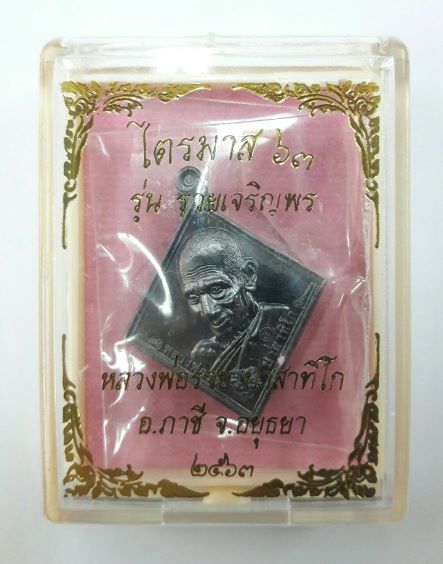 ไตรมาส ๖๓
รุ่น รวยเจริญพร
หลวงพ่อรวย ปาสาทิโก
อ.ภาชี จ.อยุธยา
๒๕๖๓